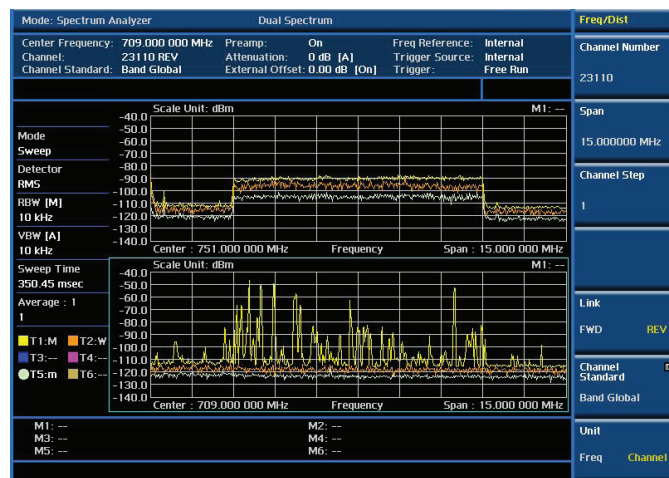 Mode: Spectrum Analyzer Dual Spectrum Freq/Dist
Center Frequency: 709.000 000 MHz Preamp: On Freq Reference: Internal
Channel: 23110 REV Attenuation: 0 dB [A] Trigger Source: Internal
Channel Standard: Band Global External Offset: 0.00 dB [On] Trigger: Free Run
Channel Number
23110
Scale Unit: dBm M1: --
-40.0
-50.0
-60.0
-70.0
-80.0
-90.0
-100.0
-110.0
-120.0
-130.0
-140.0
Center : 751.000 000 MHz Frequency Span : 15.000 000 MHz
Mode
Sweep
Detector
RMS
RBW [M]
10 kHz
VBW [A]
10 kHz
Sweep Time
350.45 msec
Average : 1
1
T1:M T2:W
T3:-- T4:--
T5:m T6:--
Scale Unit: dBm M1: --
-40.0
-50.0
-60.0
-70.0
-80.0
-90.0
-100.0
-110.0
-120.0
-130.0
-140.0
Center : 709.000 000 MHz Frequency Span : 15.000 000 MHz
Span
15.000000 MHz
Channel Step
1
Link
FWD REV
Channel
Standard
Band Global
Unit
Freq Channel
M1: -- M2: --
M3: -- M4: --
M5: -- M6: --